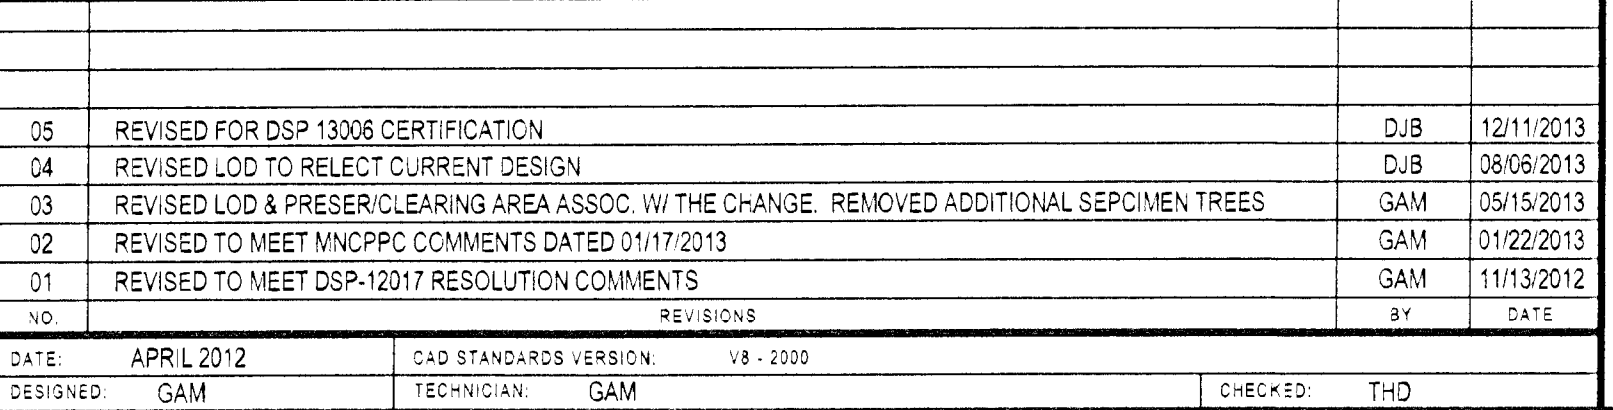 05 REVISED FOR DSP 13006 CERTIFICATION DJB 12/11/2013
04 REVISED LOD TO RELECT CURRENT DESIGN DJB 08/06/2013
03 REVISED LOD & PRESER/CLEARING AREA ASSOC. W/ THE CHANGE. REMOVED ADDITIONAL SEPCIMEN TREES GAM 05/15/2013
02 REVISED TO MEET MNCPPC COMMENTS DATED 01/17/2013 GAM 01/22/2013
01 REVISED TO MEET DSP-12017 RESOLUTION COMMENTS GAM 11/13/2012
NO. REVISIONS BY DATE
DATE: APRIL 2012 CAD STANDARDS VERSION: V8 - 2000
DESIGNED: GAM TECHNICIAN: GAM CHECKED: THD